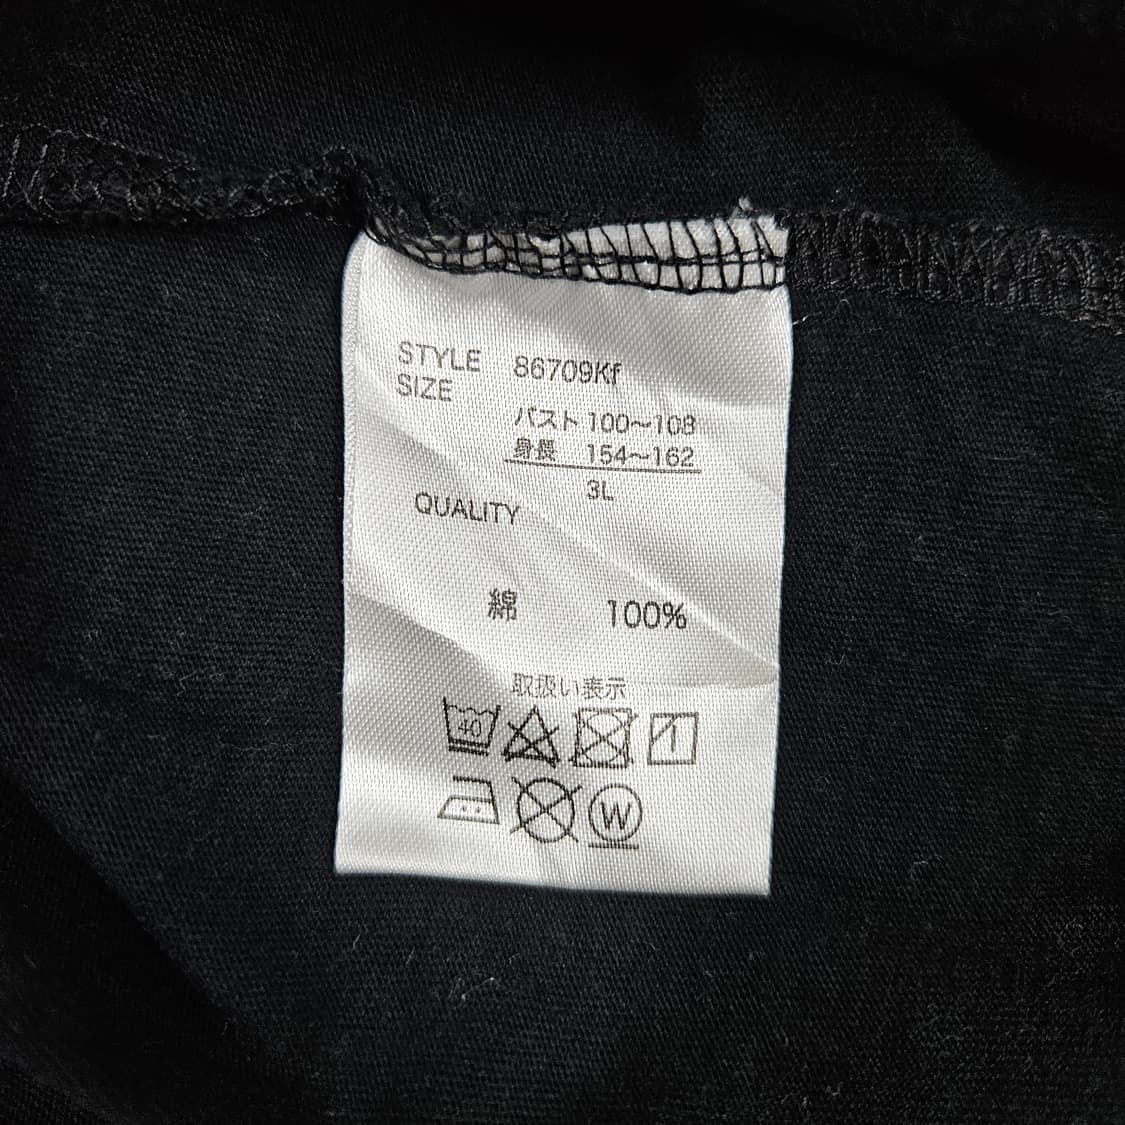 STYLE 86709Kf
SIZE
バスト 100～108
身長 154～162
3L
QUALITY
綿 100%
取扱い表示
40
W